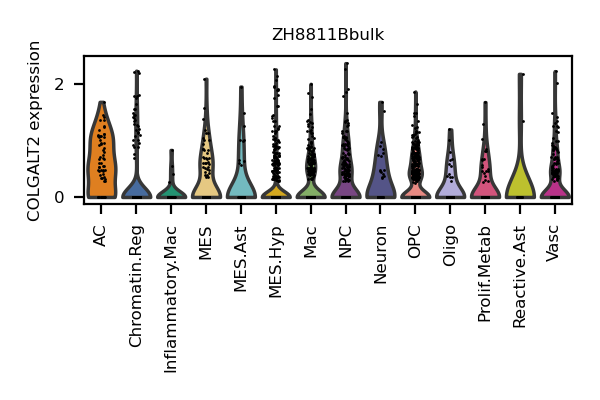 ZH8811Bbulk
COLGALT2 expression
2
0
AC
Chromatin.Reg
Inflammatory.Mac
MES
MES.Ast
MES.Hyp
Mac
NPC
Neuron
OPC
Oligo
Prolif.Metab
Reactive.Ast
Vasc